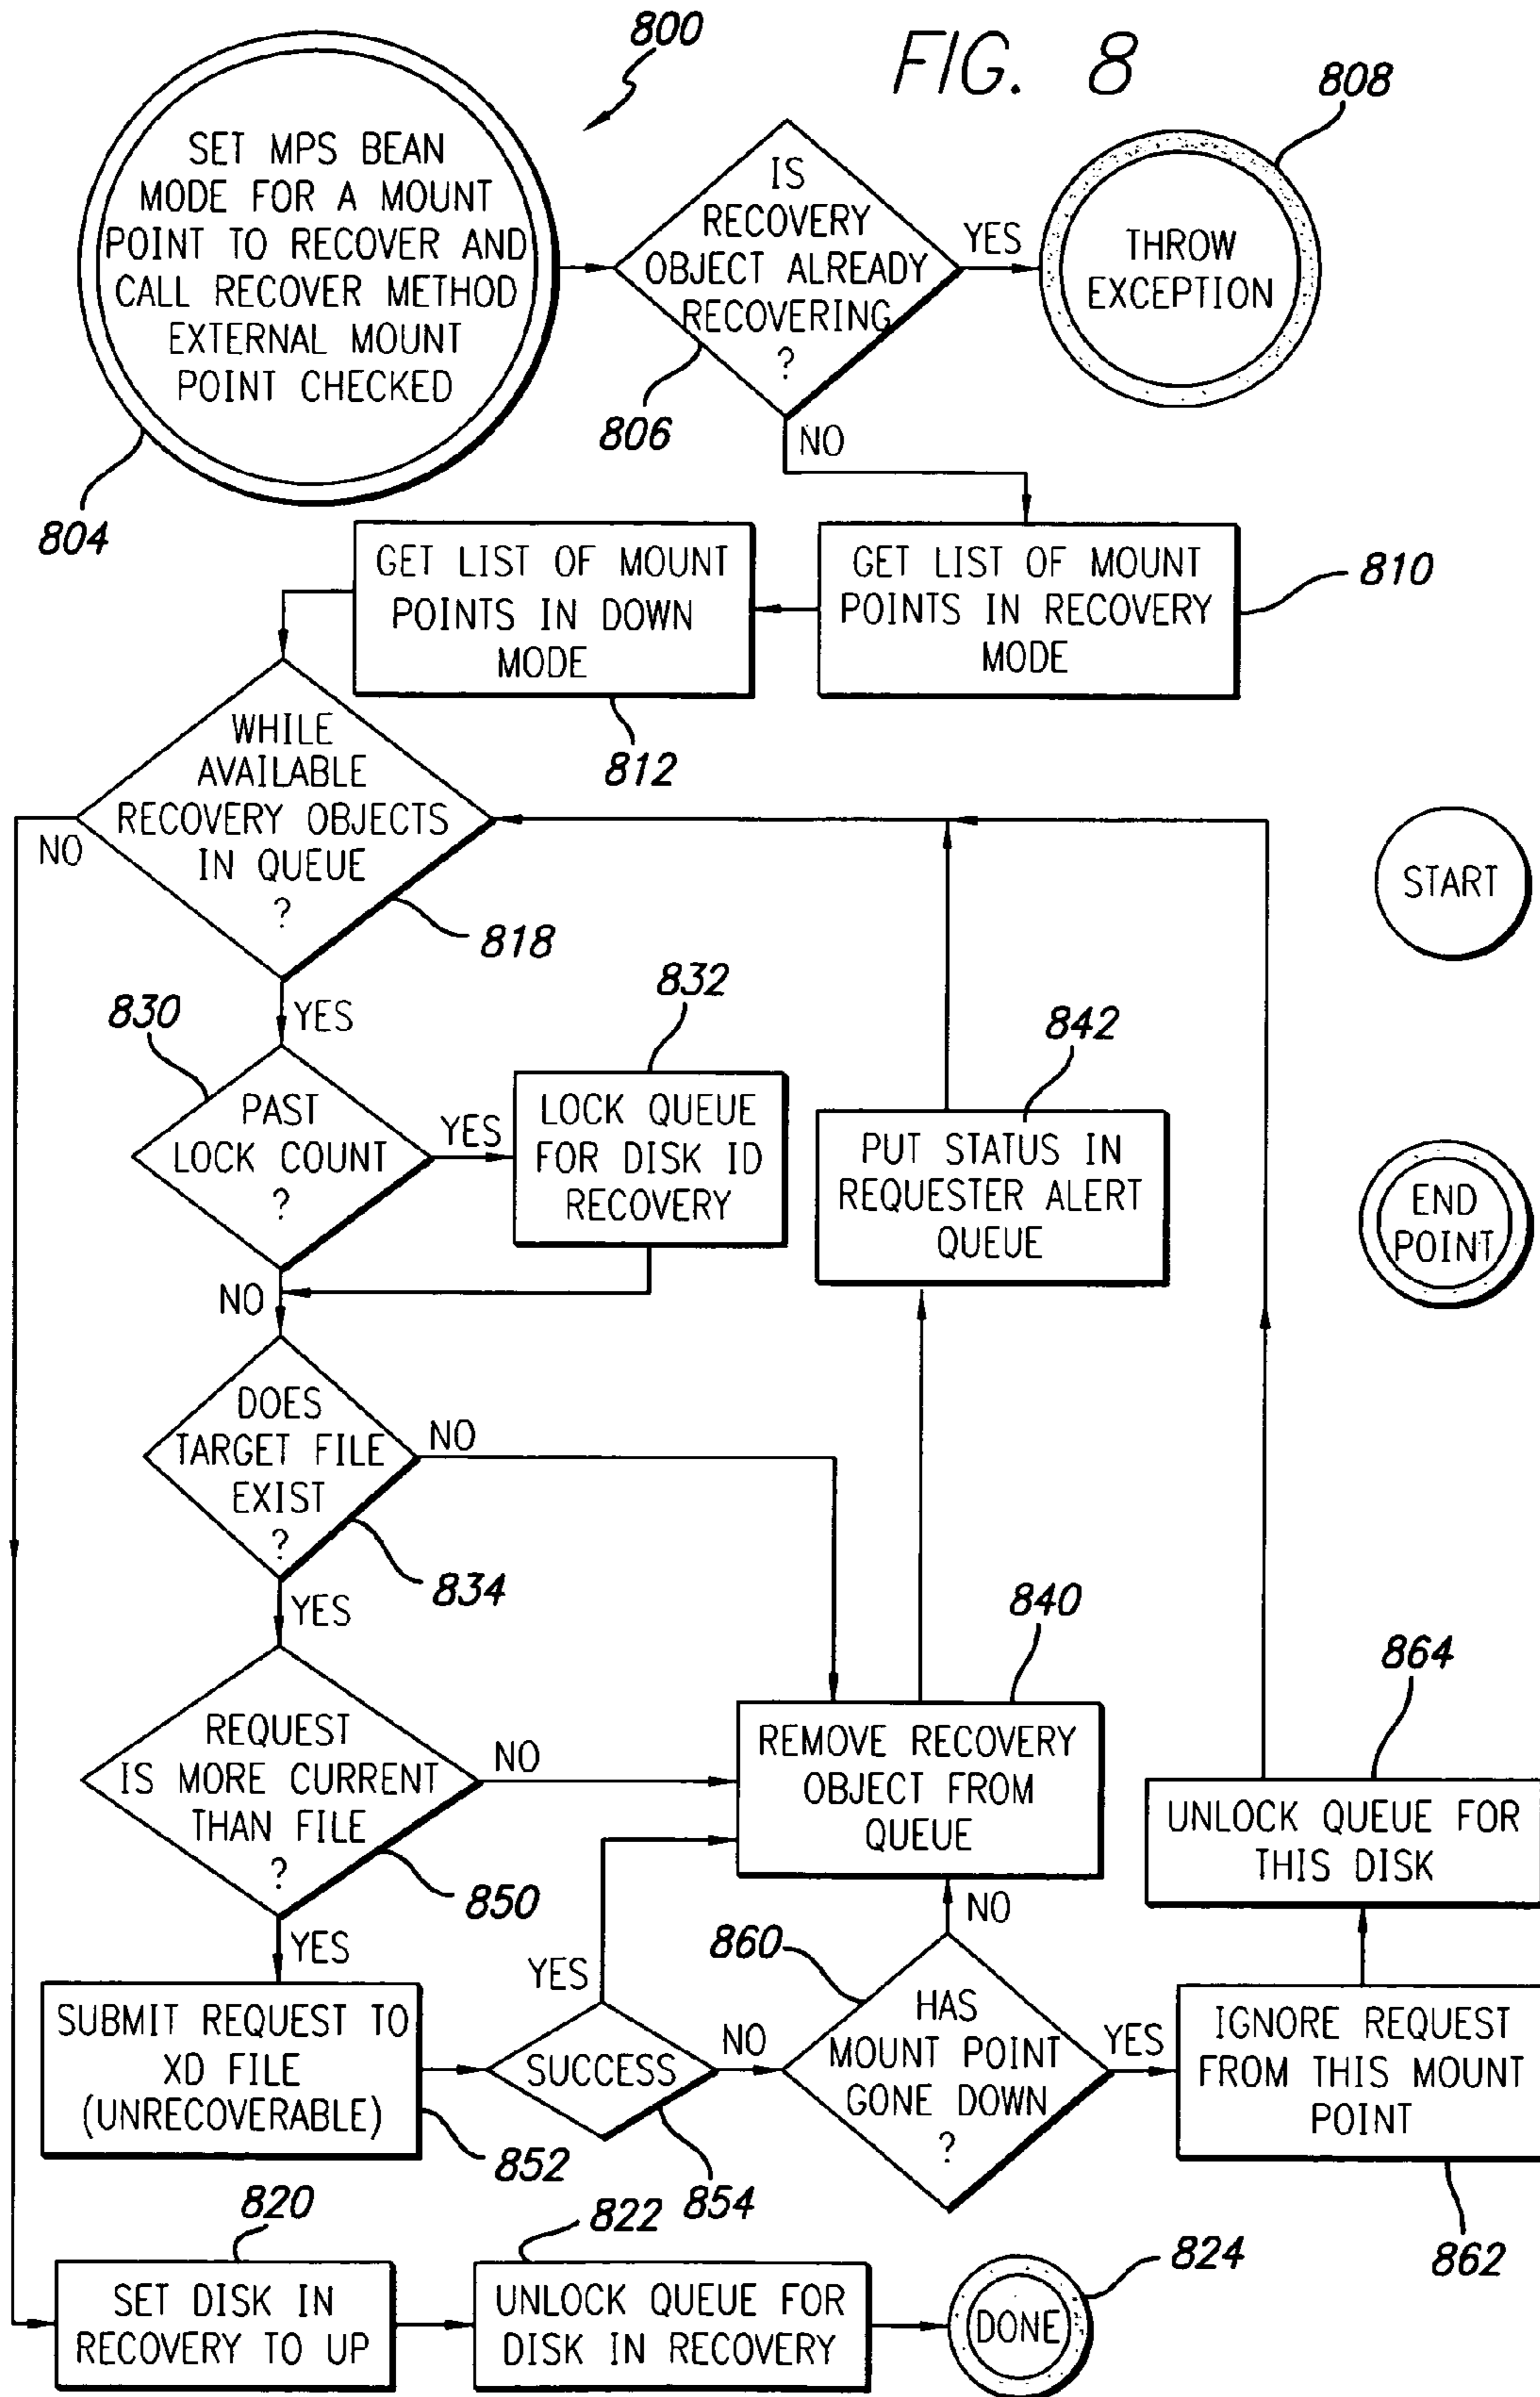 800
FIG. 8
808
SET MPS BEAN
MODE FOR A MOUNT
POINT TO RECOVER AND
CALL RECOVER METHOD
EXTERNAL MOUNT
POINT CHECKED
804
IS
RECOVERY
OBJECT ALREADY
RECOVERING
?
806
YES
NO
THROW
EXCEPTION
GET LIST OF MOUNT
POINTS IN DOWN
MODE
812
GET LIST OF MOUNT
POINTS IN RECOVERY
MODE
810
WHILE
AVAILABLE
RECOVERY OBJECTS
IN QUEUE
?
NO
818
YES
START
830
PAST
LOCK COUNT
?
YES
832
LOCK QUEUE
FOR DISK ID
RECOVERY
NO
842
PUT STATUS IN
REQUESTER ALERT
QUEUE
END
POINT
DOES
TARGET FILE
EXIST
?
NO
834
YES
840
REMOVE RECOVERY
OBJECT FROM
QUEUE
864
UNLOCK QUEUE FOR
THIS DISK
REQUEST
IS MORE CURRENT
THAN FILE
?
NO
850
YES
SUBMIT REQUEST TO
XD FILE
(UNRECOVERABLE)
852
YES
SUCCESS
NO
854
860
NO
HAS
MOUNT POINT
GONE DOWN
?
YES
IGNORE REQUEST
FROM THIS MOUNT
POINT
862
820
SET DISK IN
RECOVERY TO UP
822
UNLOCK QUEUE FOR
DISK IN RECOVERY
DONE
824